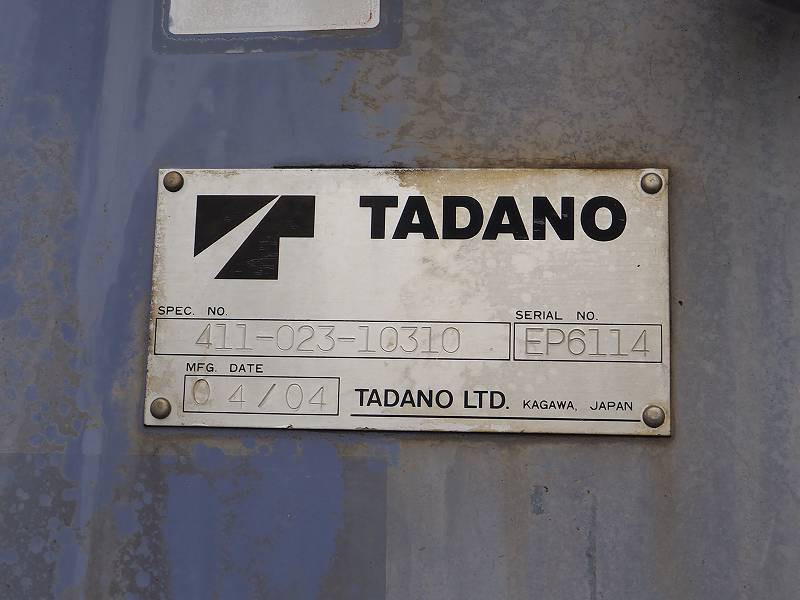 TADANO
SPEC. NO.
411-023-10310
SERIAL NO.
EP6114
MFG. DATE
04/04
TADANO LTD. KAGAWA, JAPAN